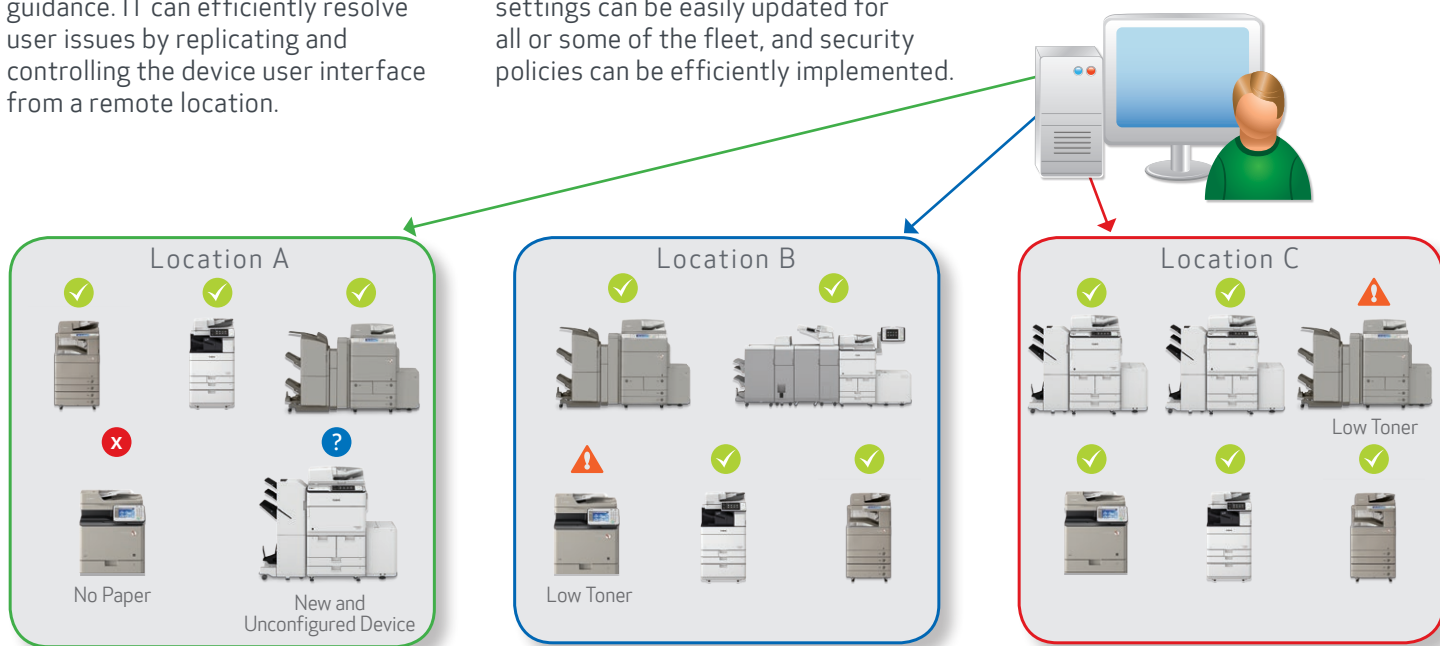 guidance. IT can efficiently resolve
user issues by replicating and
controlling the device user interface
from a remote location.
settings can be easily updated for
all or some of the fleet, and security
policies can be efficiently implemented.
Location A
x
?
No Paper
New and
Unconfigured Device
Location B
Low Toner
Location C
Low Toner